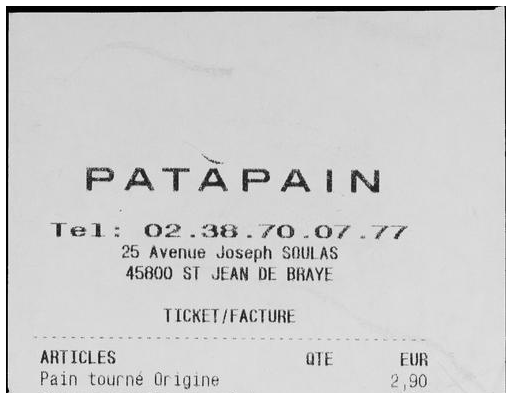 PATÀPAIN
Tel: 02.38.70.07.77
25 Avenue Joseph SOULAS
45800 ST JEAN DE BRAYE
TICKET/FACTURE
ARTICLES QTE EUR
Pain tourné Origine 2,90